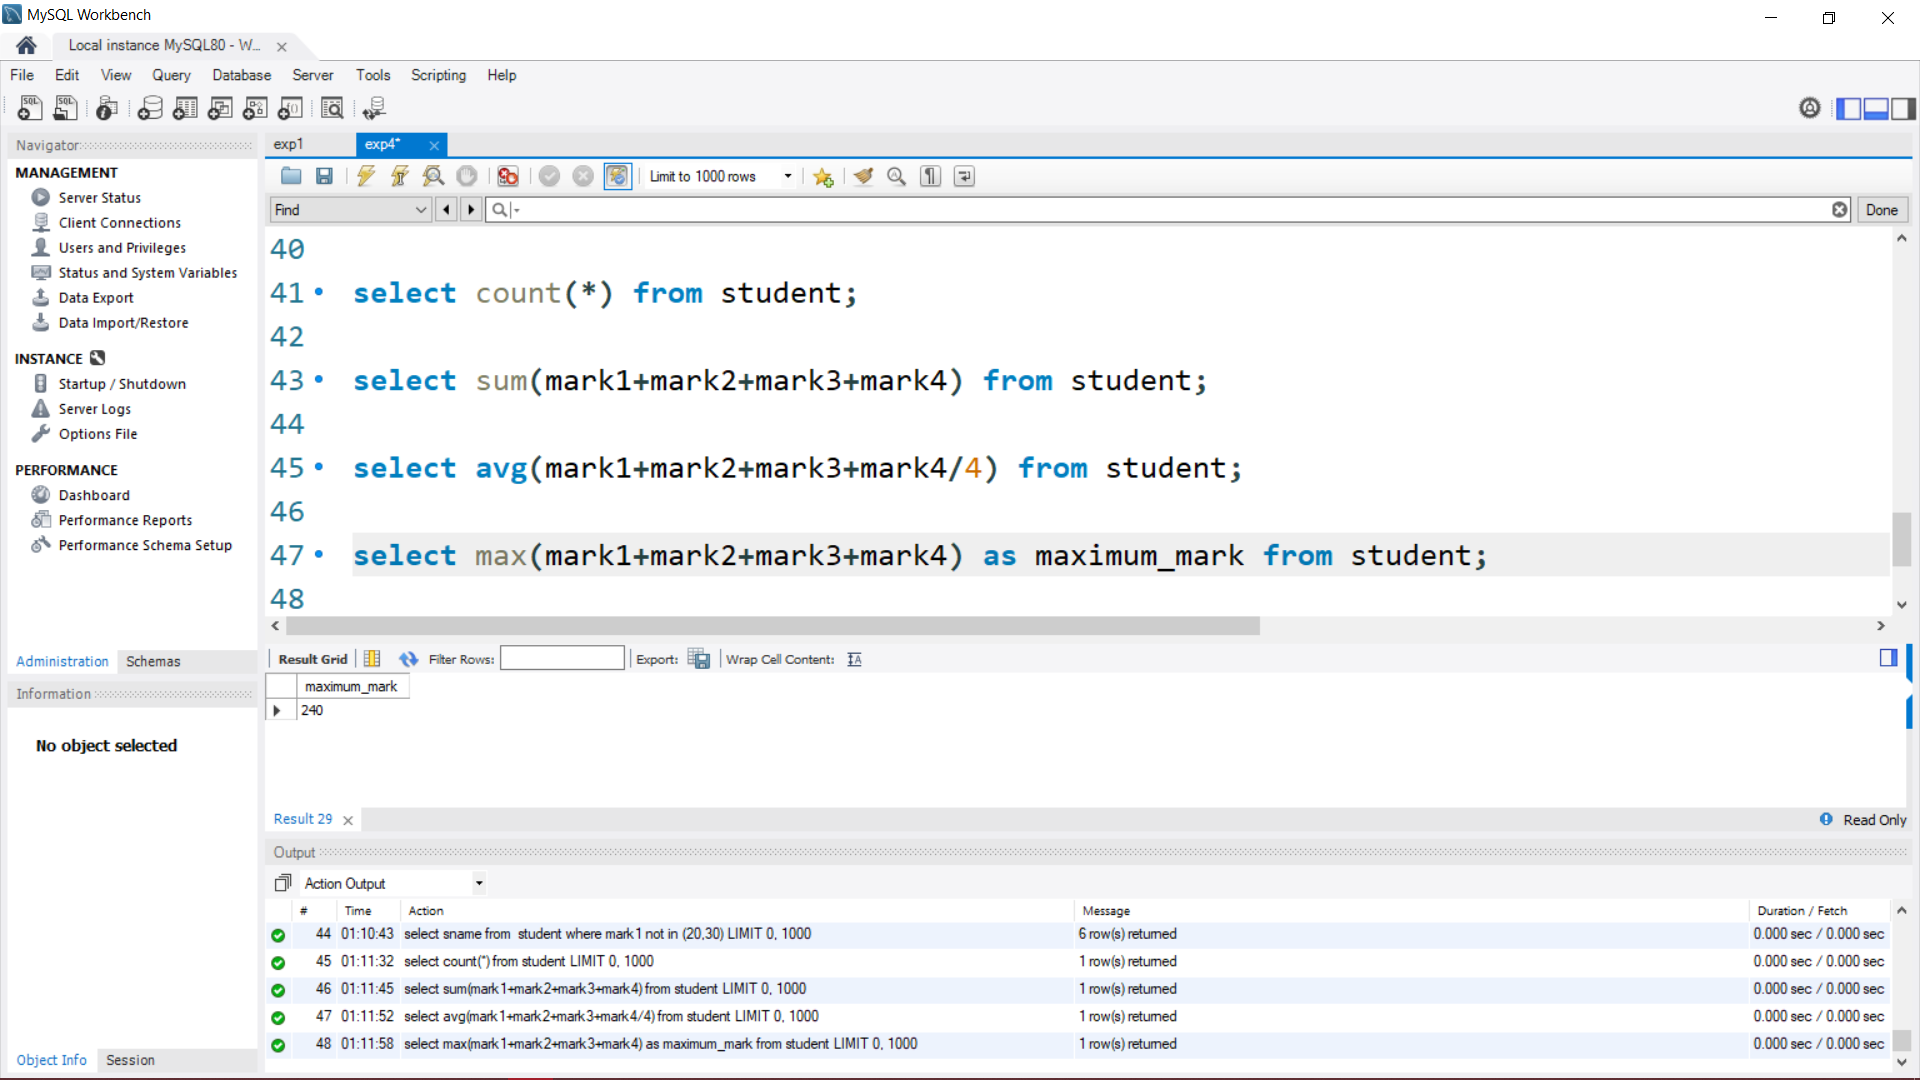 MySQL Workbench
Local instance MySQL80 - W...
File Edit View Query Database Server Tools Scripting Help
Navigator
MANAGEMENT
Server Status
Client Connections
Users and Privileges
Status and System Variables
Data Export
Data Import/Restore
INSTANCE
Startup / Shutdown
Server Logs
Options File
PERFORMANCE
Dashboard
Performance Reports
Performance Schema Setup
Administration Schemas
Information
No object selected
Object Info Session
exp1 exp4*
Limit to 1000 rows
Find Done
40
41 select count(*) from student;
42
43 select sum(mark1+mark2+mark3+mark4) from student;
44
45 select avg(mark1+mark2+mark3+mark4/4) from student;
46
47 select max(mark1+mark2+mark3+mark4) as maximum_mark from student;
48
Result Grid Filter Rows: Export: Wrap Cell Content:
maximum_mark
240
Result 29 Read Only
Output
Action Output
# Time Action Message Duration / Fetch
44 01:10:43 select sname from student where mark1 not in (20,30) LIMIT 0, 1000 6 row(s) returned 0.000 sec / 0.000 sec
45 01:11:32 select count(*) from student LIMIT 0, 1000 1 row(s) returned 0.000 sec / 0.000 sec
46 01:11:45 select sum(mark1+mark2+mark3+mark4) from student LIMIT 0, 1000 1 row(s) returned 0.000 sec / 0.000 sec
47 01:11:52 select avg(mark1+mark2+mark3+mark4/4) from student LIMIT 0, 1000 1 row(s) returned 0.000 sec / 0.000 sec
48 01:11:58 select max(mark1+mark2+mark3+mark4) as maximum_mark from student LIMIT 0, 1000 1 row(s) returned 0.000 sec / 0.000 sec